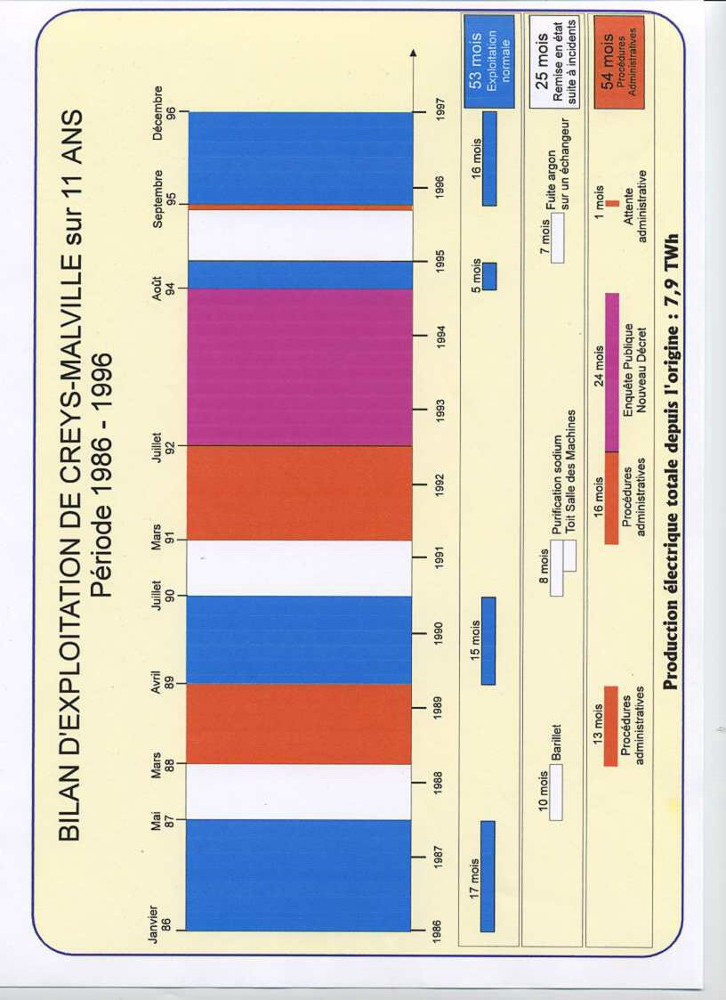 BILAN D'EXPLOITATION DE CREYS-MALVILLE sur 11 ANS
Période 1986 - 1996
Janvier
86
Mai
87
Mars
88
Avril
89
Juillet
90
Mars
91
Juillet
92
Août
94
Septembre
95
Décembre
96
1986
1987
1988
1989
1990
1991
1992
1993
1994
1995
1996
1997
17 mois
15 mois
5 mois
16 mois
53 mois
Exploitation
normale
10 mois
Barillet
8 mois
Purification sodium
Toit Salle des Machines
7 mois
Fuite argon
sur un échangeur
25 mois
Remise en état
suite à incidents
13 mois
Procédures
administratives
16 mois
Procédures
administratives
24 mois
Enquête Publique
Nouveau Décret
1 mois
Attente
administrative
54 mois
Procédures
Administratives
Production électrique totale depuis l'origine : 7,9 TWh